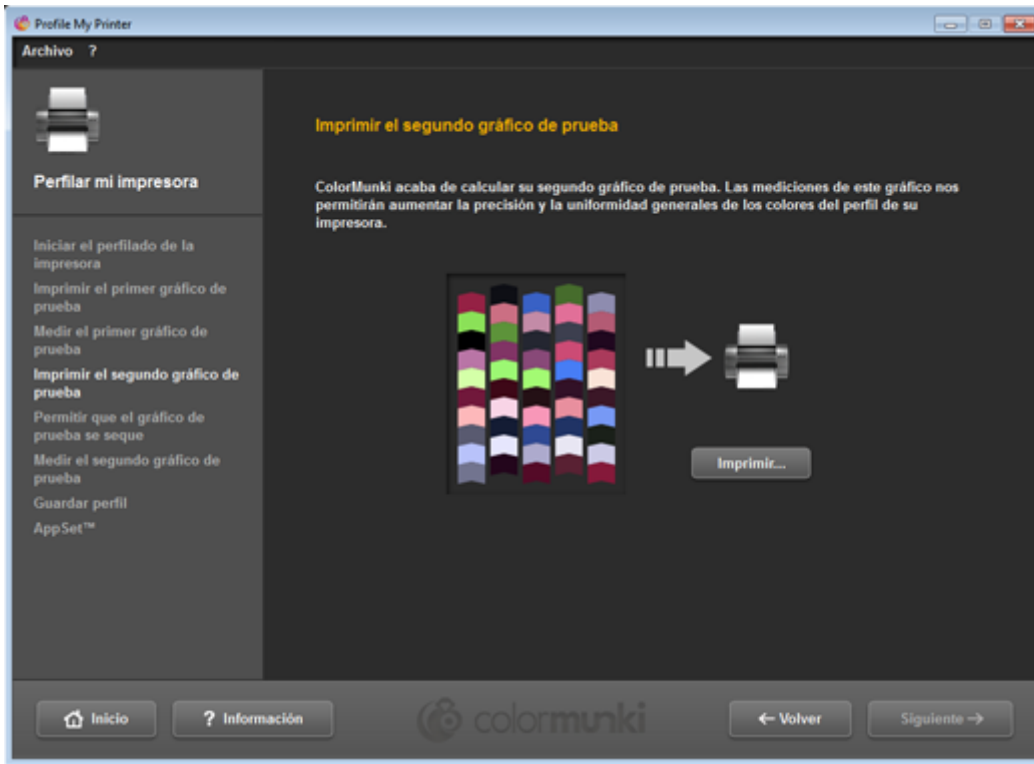 Profile My Printer
Archivo ?
Perfilar mi impresora
Iniciar el perfilado de la
impresora
Imprimir el primer gráfico de
prueba
Medir el primer gráfico de
prueba
Imprimir el segundo gráfico de
prueba
Permitir que el gráfico de
prueba se seque
Medir el segundo gráfico de
prueba
Guardar perfil
AppSet™
Imprimir el segundo gráfico de prueba
ColorMunki acaba de calcular su segundo gráfico de prueba. Las mediciones de este gráfico nos
permitirán aumentar la precisión y la uniformidad generales de los colores del perfil de su
impresora.
Imprimir...
Inicio
? Información
colormunki
← Volver
Siguiente →